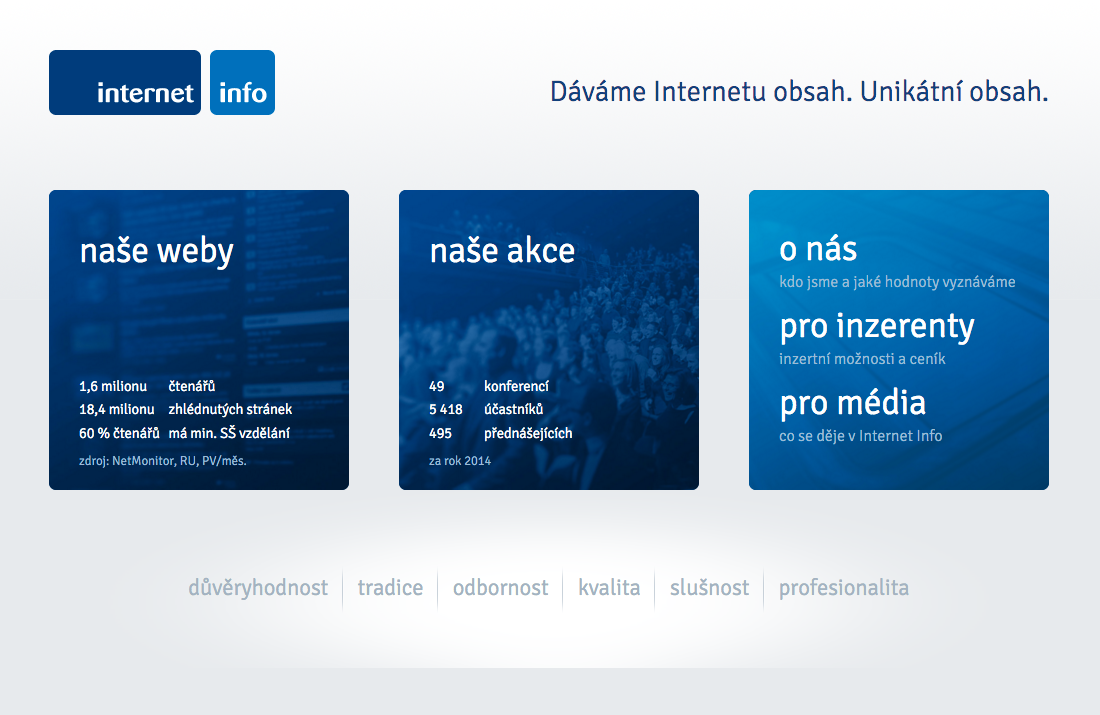 internet info
Dáváme Internetu obsah. Unikátní obsah.
naše weby
1,6 milionu čtenářů
18,4 milionu zhlédnutých stránek
60 % čtenářů má min. SŠ vzdělání
zdroj: NetMonitor, RU, PV/měs.
naše akce
49 konferencí
5 418 účastníků
495 přednášejících
za rok 2014
o nás
kdo jsme a jaké hodnoty vyznáváme
pro inzerenty
inzertní možnosti a ceník
pro média
co se děje v Internet Info
důvěryhodnost tradice odbornost kvalita slušnost profesionalita